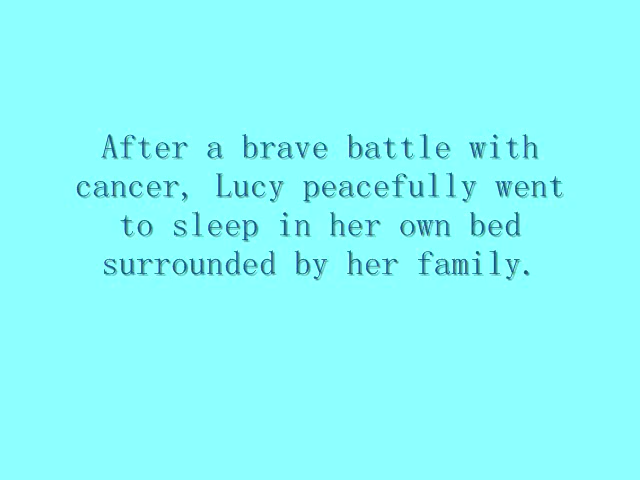 After a brave battle with
cancer, Lucy peacefully went
to sleep in her own bed
surrounded by her family.